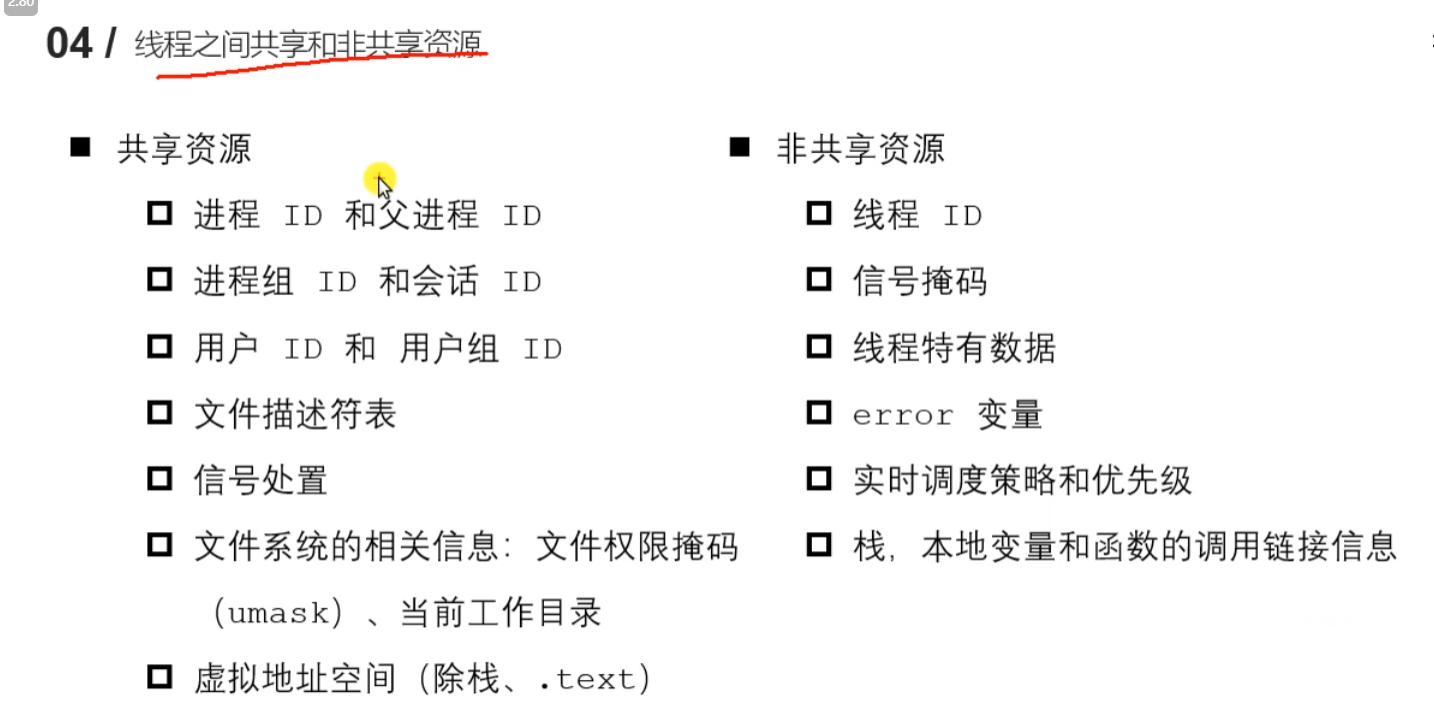 2.80
04 / 线程之间共享和非共享资源
共享资源
进程 ID 和父进程 ID
进程组 ID 和会话 ID
用户 ID 和 用户组 ID
文件描述符表
信号处置
文件系统的相关信息：文件权限掩码
（umask）、当前工作目录
虚拟地址空间（除栈、.text）
非共享资源
线程 ID
信号掩码
线程特有数据
error 变量
实时调度策略和优先级
栈，本地变量和函数的调用链接信息